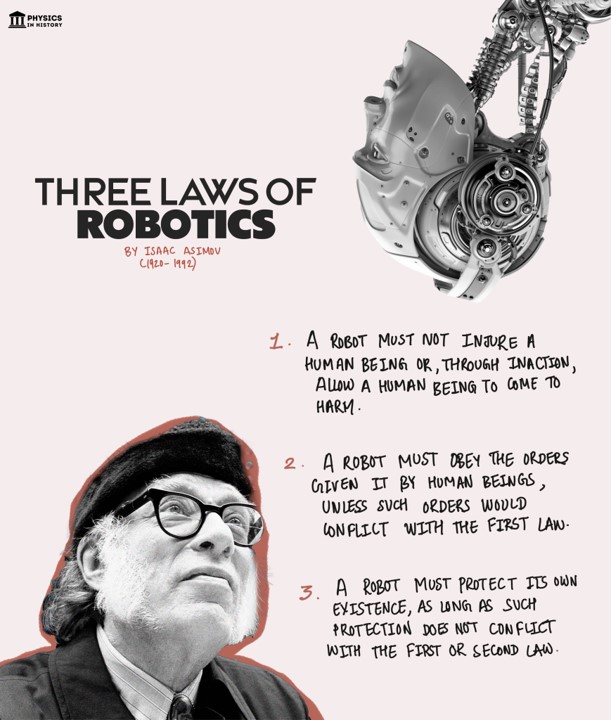 PHYSICS
IN HISTORY
THREE LAWS OF
ROBOTICS
BY ISAAC ASIMOV
(1920-1992)
1. A ROBOT MUST NOT INJURE A
HUMAN BEING OR, THROUGH INACTION,
ALLOW A HUMAN BEING TO COME TO
HARM.
2. A ROBOT MUST OBEY THE ORDERS
GIVEN IT BY HUMAN BEINGS,
UNLESS SUCH ORDERS WOULD
CONFLICT WITH THE FIRST LAW.
3. A ROBOT MUST PROTECT ITS OWN
EXISTENCE, AS LONG AS SUCH
PROTECTION DOES NOT CONFLICT
WITH THE FIRST OR SECOND LAW.